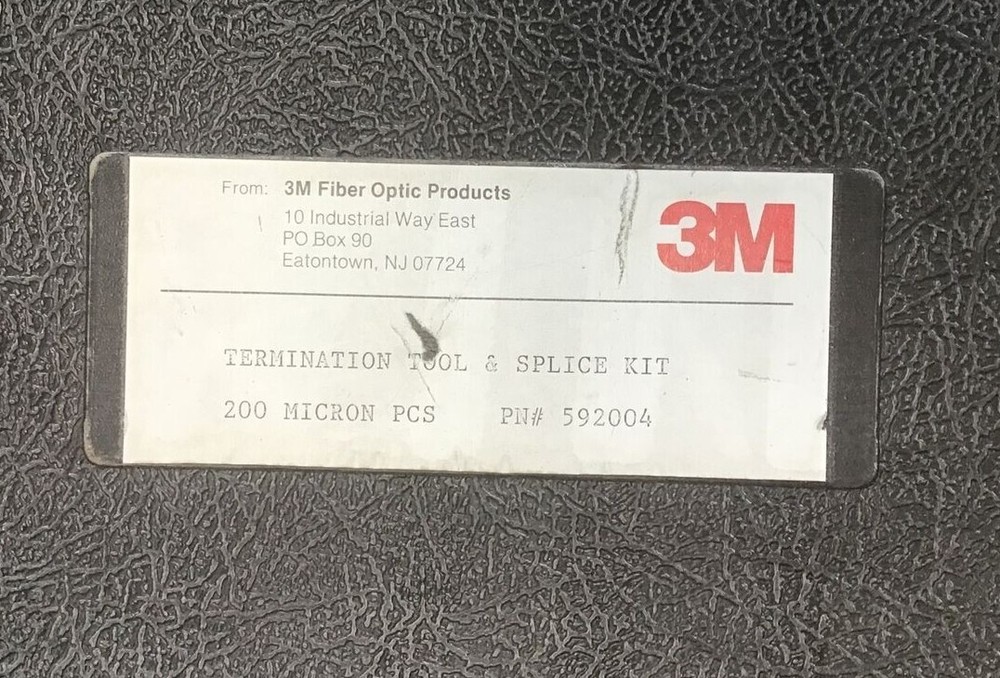 From: 3M Fiber Optic Products
10 Industrial Way East
PO Box 90
Eatontown, NJ 07724
3M
TERMINATION TOOL & SPLICE KIT
200 MICRON PCS PN# 592004